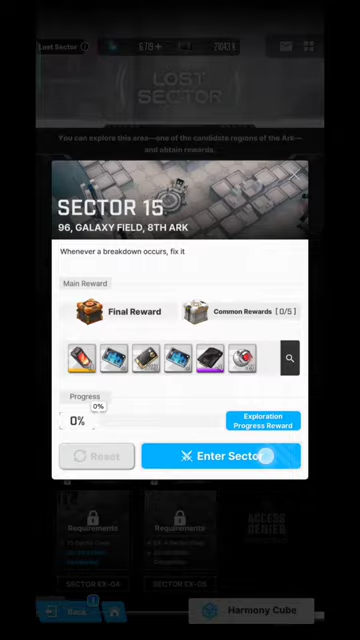 Lost Sector
LOST
SECTOR
You can explore this area—one of the candidate regions of the Ark—
and obtain rewards.
SECTOR 15
96, GALAXY FIELD, 8TH ARK
Whenever a breakdown occurs, fix it
Main Reward
Final Reward
Common Rewards [0/5]
Progress
0%
0%
Exploration
Progress Reward
Reset
Enter Sector
Requirements
Requirements
ACCESS
DENIED
SECTOR EX-04
SECTOR EX-05
Back
Harmony Cube